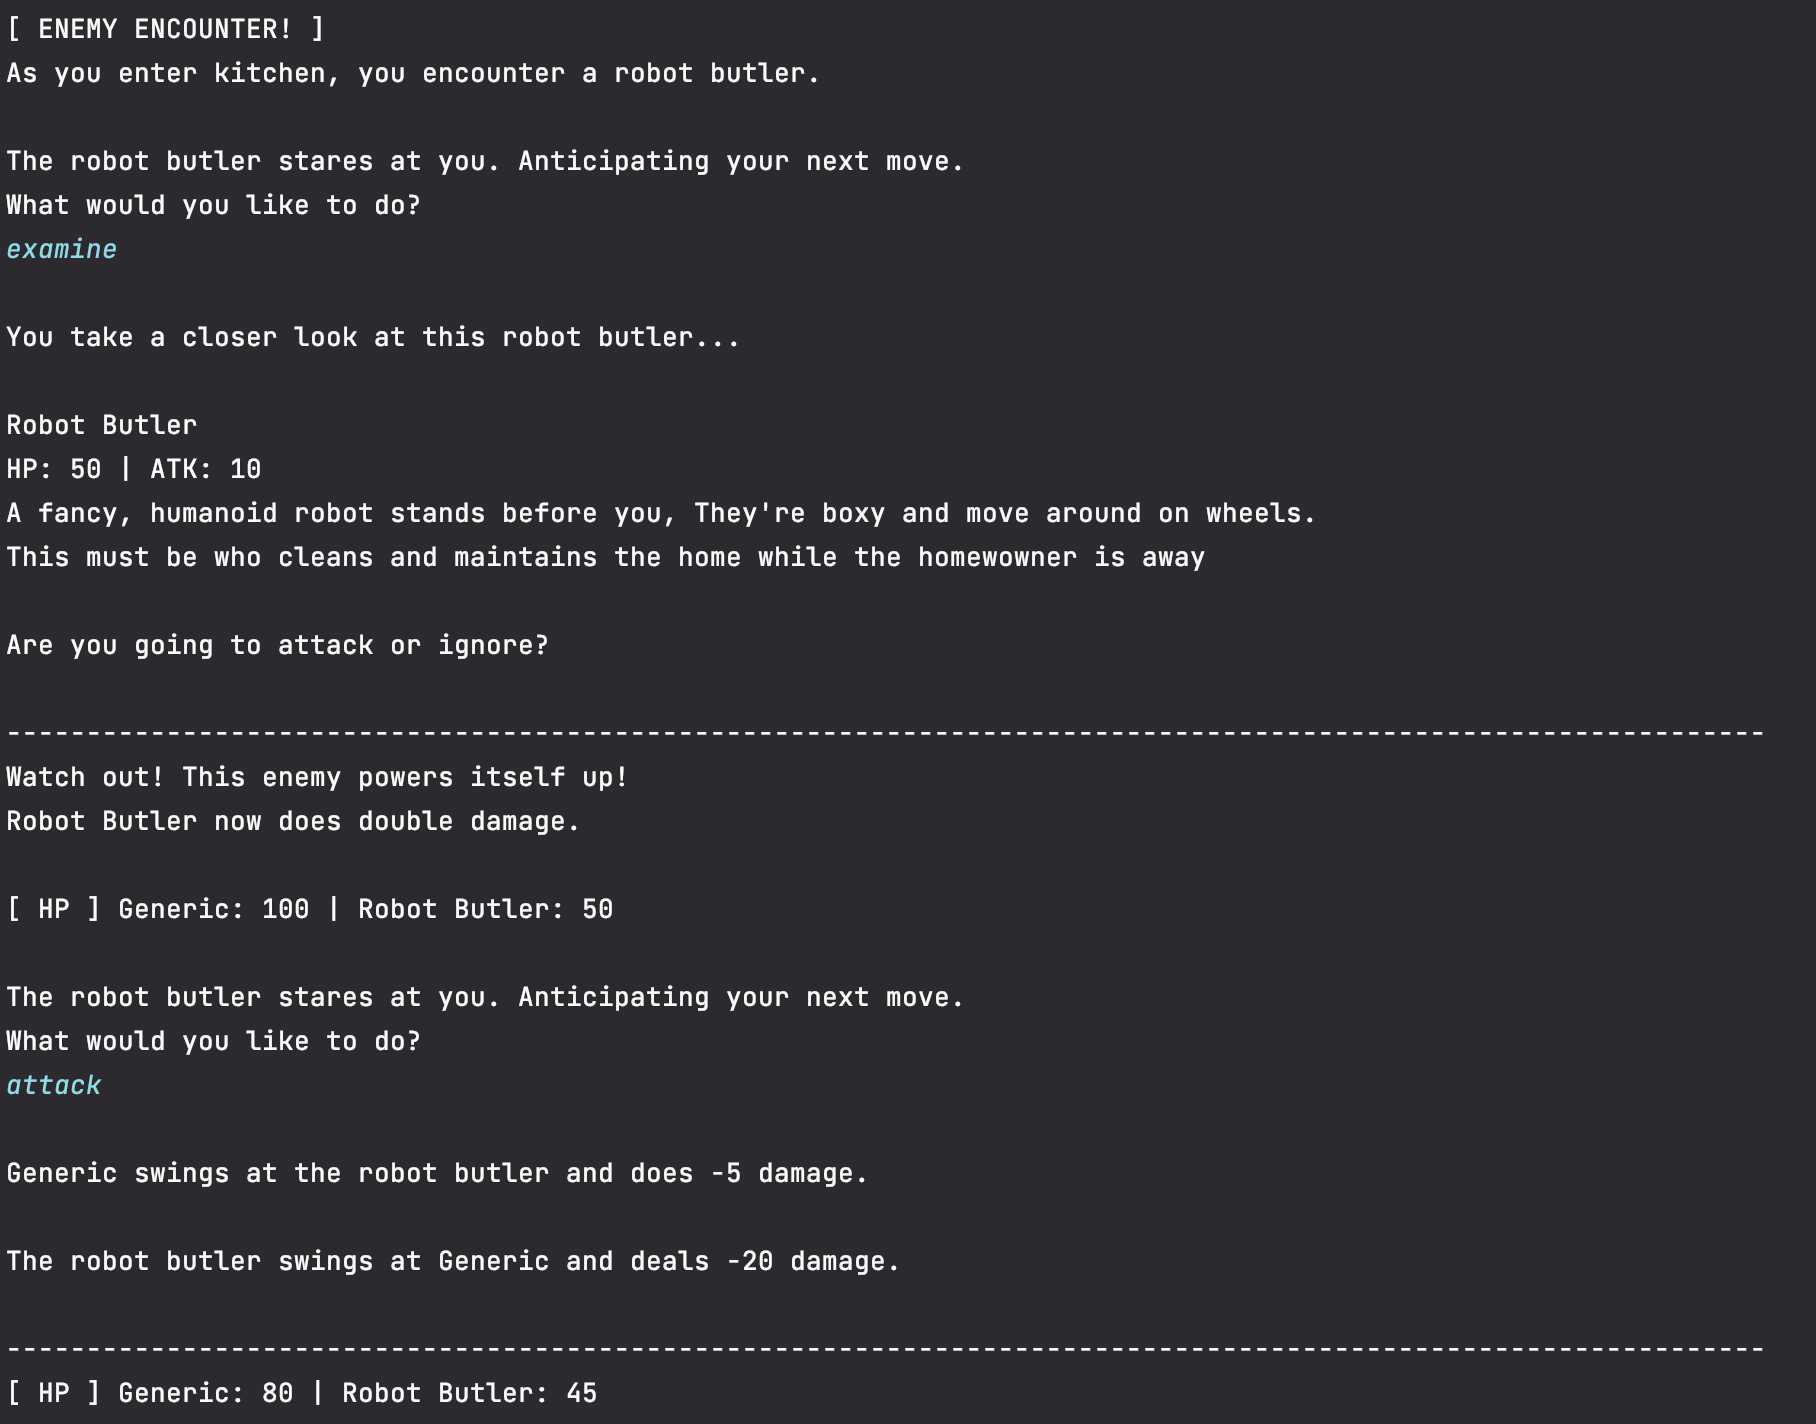 [ ENEMY ENCOUNTER! ]
As you enter kitchen, you encounter a robot butler.
The robot butler stares at you. Anticipating your next move.
What would you like to do?
examine
You take a closer look at this robot butler...
Robot Butler
HP: 50 | ATK: 10
A fancy, humanoid robot stands before you, They're boxy and move around on wheels.
This must be who cleans and maintains the home while the homewowner is away
Are you going to attack or ignore?
--------------------------------------------------------------------------------------------------------------
Watch out! This enemy powers itself up!
Robot Butler now does double damage.
[ HP ] Generic: 100 | Robot Butler: 50
The robot butler stares at you. Anticipating your next move.
What would you like to do?
attack
Generic swings at the robot butler and does -5 damage.
The robot butler swings at Generic and deals -20 damage.
--------------------------------------------------------------------------------------------------------------
[ HP ] Generic: 80 | Robot Butler: 45